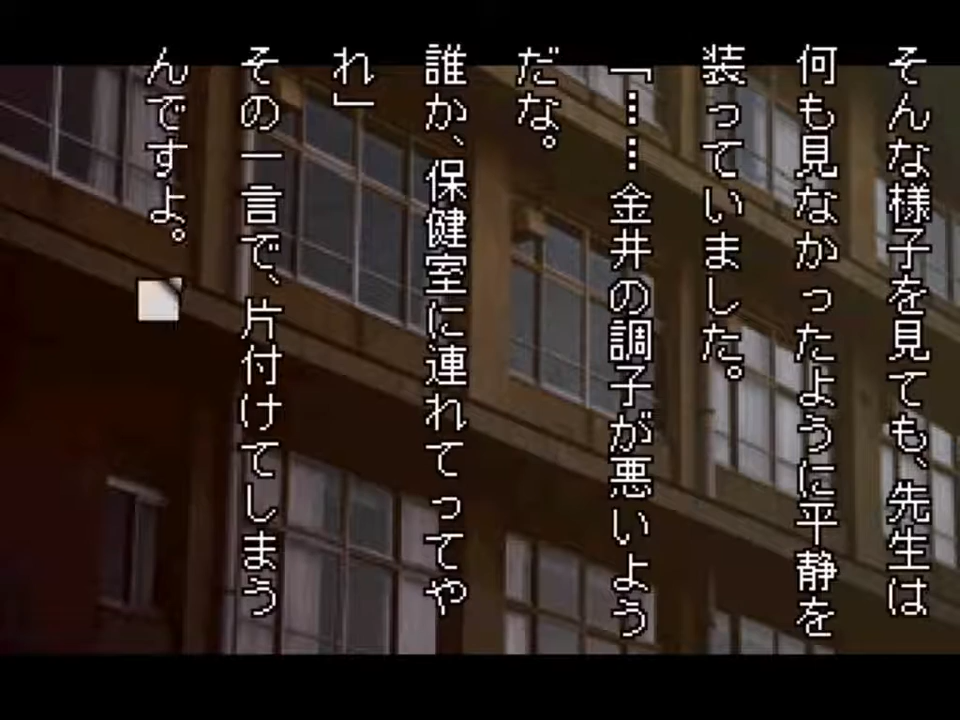 そんな様子を見ても、先生は
何も見なかったように平静を
装っていました。
「……金井の調子が悪いよう
だな。
誰か、保健室に連れてってや
れ」
その一言で、片付けてしまう
んですよ。